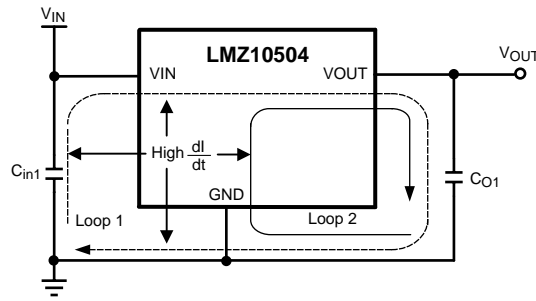 VIN
LMZ10504
VOUT
VIN
VOUT
Cin1
High dI/dt
GND
CO1
Loop 1
Loop 2